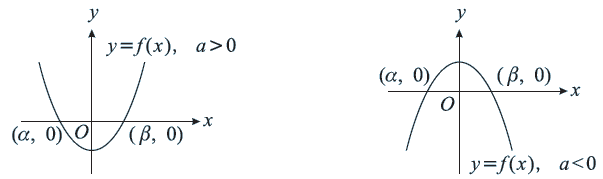 y
y=f(x), a>0
x
(α, 0) O (β, 0)
y
(α, 0) (β, 0)
x
O
y=f(x), a<0